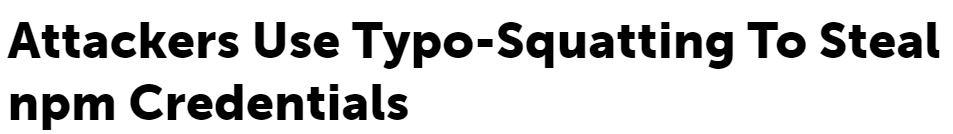 Attackers Use Typo-Squatting To Steal
npm Credentials